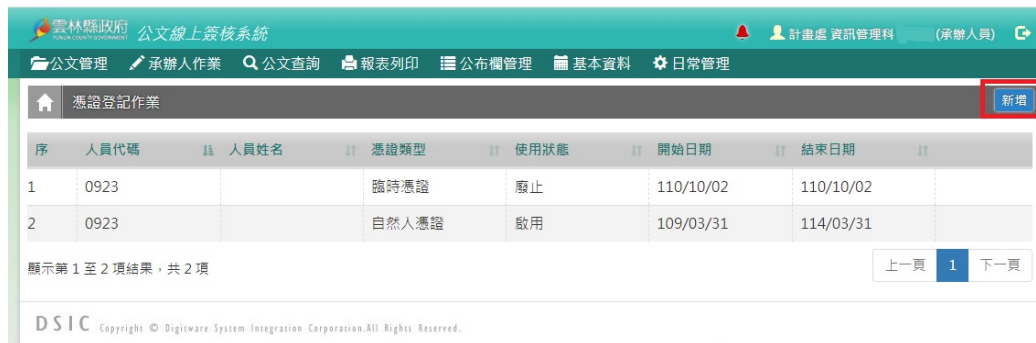 雲林縣政府 公文線上簽核系統 計畫處 資訊管理科 (承辦人員)
YUNLIN COUNTY GOVERNMENT
公文管理 承辦人作業 公文查詢 報表列印 公布欄管理 基本資料 日常管理
憑證登記作業 新增
序 人員代碼 人員姓名 憑證類型 使用狀態 開始日期 結束日期
1 0923 臨時憑證 廢止 110/10/02 110/10/02
2 0923 自然人憑證 啟用 109/03/31 114/03/31
顯示第 1 至 2 項結果，共 2 項 上一頁 1 下一頁
DSIC Copyright © Digitware System Integration Corporation.All Rights Reserved.